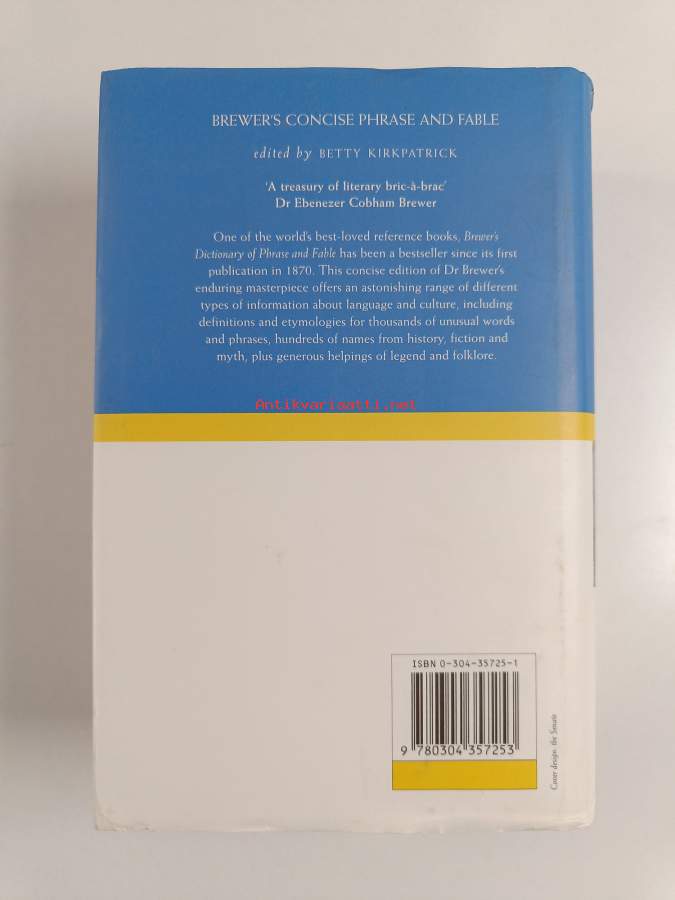 BREWER'S CONCISE PHRASE AND FABLE
edited by BETTY KIRKPATRICK
'A treasury of literary bric-à-brac'
Dr Ebenezer Cobham Brewer
One of the world's best-loved reference books, Brewer's
Dictionary of Phrase and Fable has been a bestseller since its first
publication in 1870. This concise edition of Dr Brewer's
enduring masterpiece offers an astonishing range of different
types of information about language and culture, including
definitions and etymologies for thousands of unusual words
and phrases, hundreds of names from history, fiction and
myth, plus generous helpings of legend and folklore.
Antikvariaatti.net
ISBN 0-304-35725-1
9 780304 357253
Cover design: the Senate